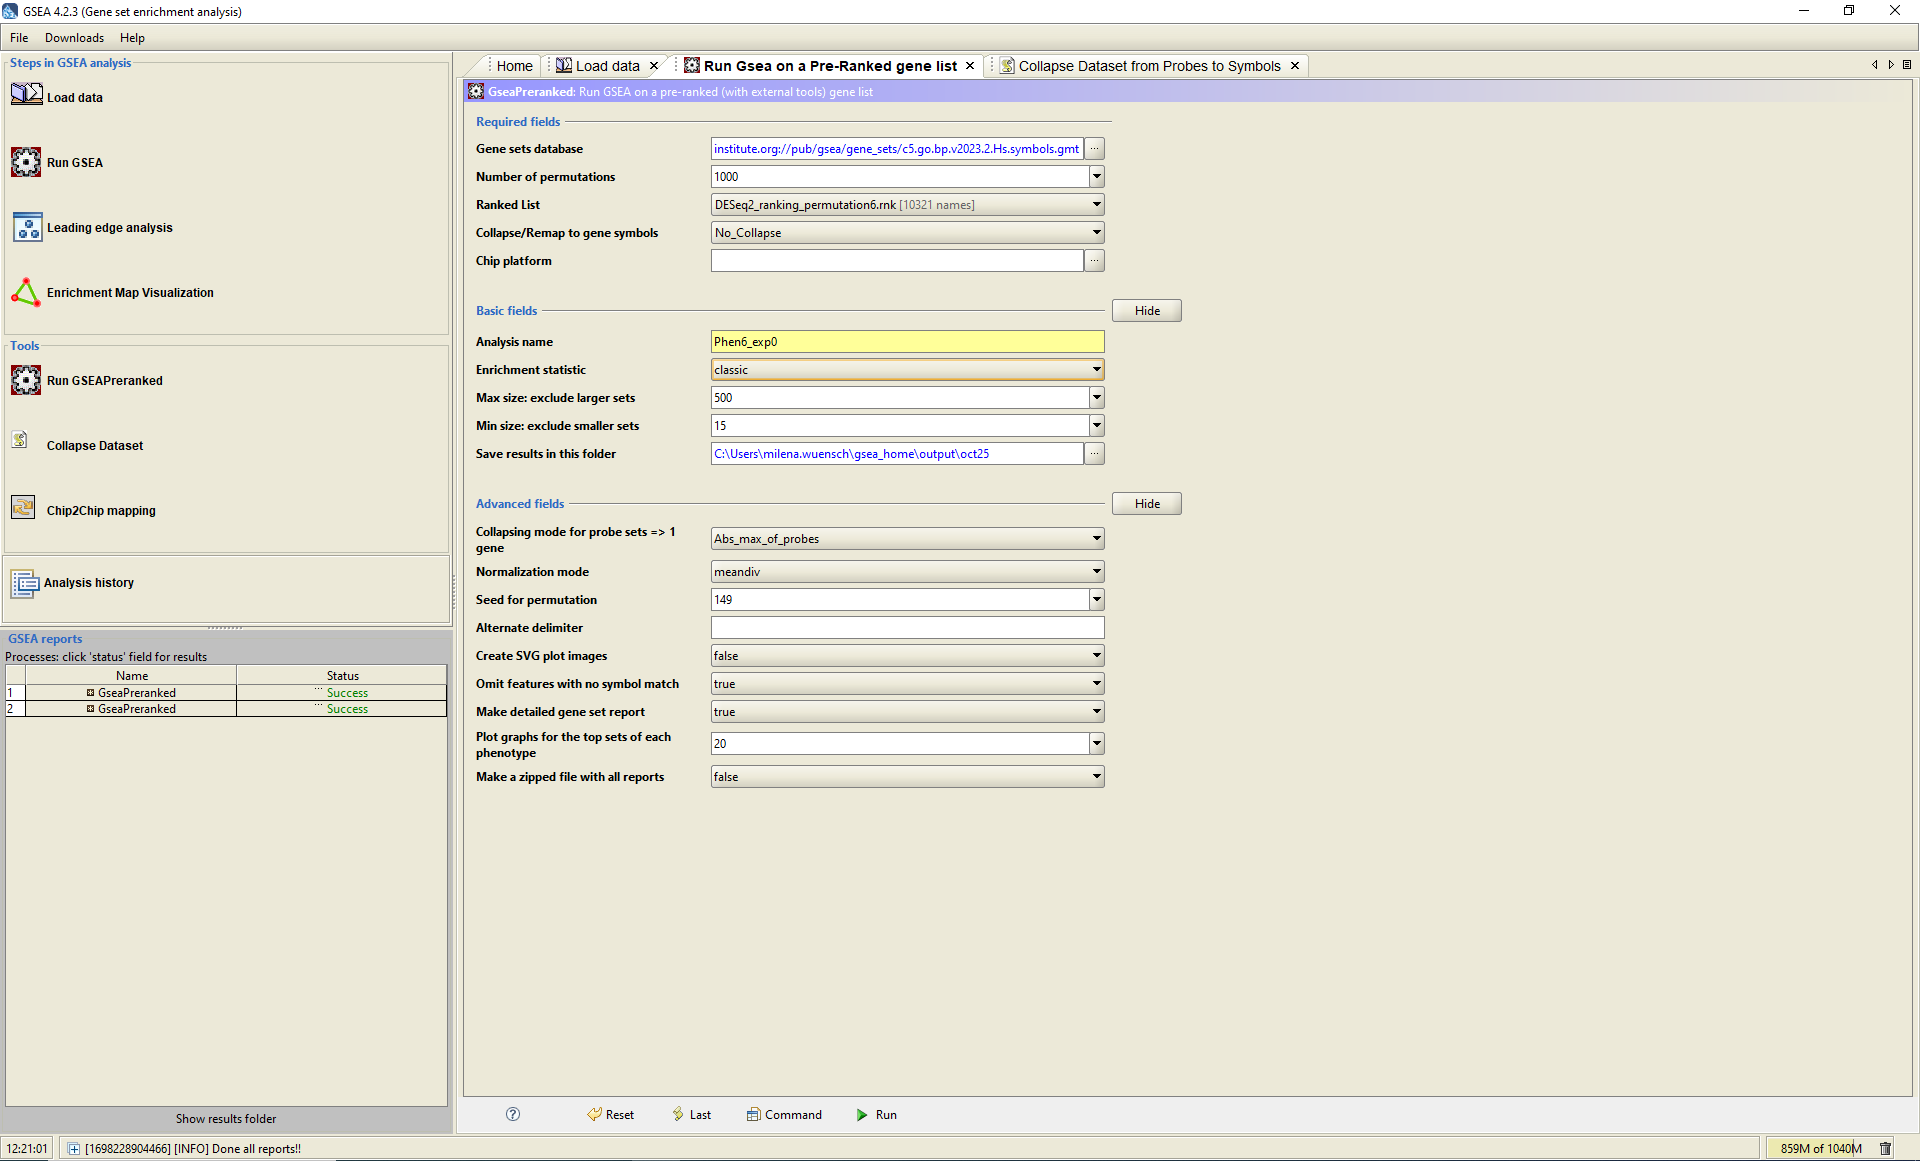 GSEA 4.2.3 (Gene set enrichment analysis)
File Downloads Help
Steps in GSEA analysis
Load data
Run GSEA
Leading edge analysis
Enrichment Map Visualization
Tools
Run GSEAPreranked
Collapse Dataset
Chip2Chip mapping
Analysis history
GSEA reports
Processes: click 'status' field for results
Name Status
1 GseaPreranked ... Success
2 GseaPreranked ... Success
Show results folder
Home Load data Run Gsea on a Pre-Ranked gene list Collapse Dataset from Probes to Symbols
GseaPreranked: Run GSEA on a pre-ranked (with external tools) gene list
Required fields
Gene sets database institute.org://pub/gsea/gene_sets/c5.go.bp.v2023.2.Hs.symbols.gmt ...
Number of permutations 1000
Ranked List DESeq2_ranking_permutation6.rnk [10321 names]
Collapse/Remap to gene symbols No_Collapse
Chip platform ...
Basic fields Hide
Analysis name Phen6_exp0
Enrichment statistic classic
Max size: exclude larger sets 500
Min size: exclude smaller sets 15
Save results in this folder C:\Users\milena.wuensch\gsea_home\output\oct25 ...
Advanced fields Hide
Collapsing mode for probe sets => 1
gene Abs_max_of_probes
Normalization mode meandiv
Seed for permutation 149
Alternate delimiter
Create SVG plot images false
Omit features with no symbol match true
Make detailed gene set report true
Plot graphs for the top sets of each
phenotype 20
Make a zipped file with all reports false
? Reset Last Command Run
12:21:01 [1698228904466] [INFO] Done all reports!! 859M of 1040M